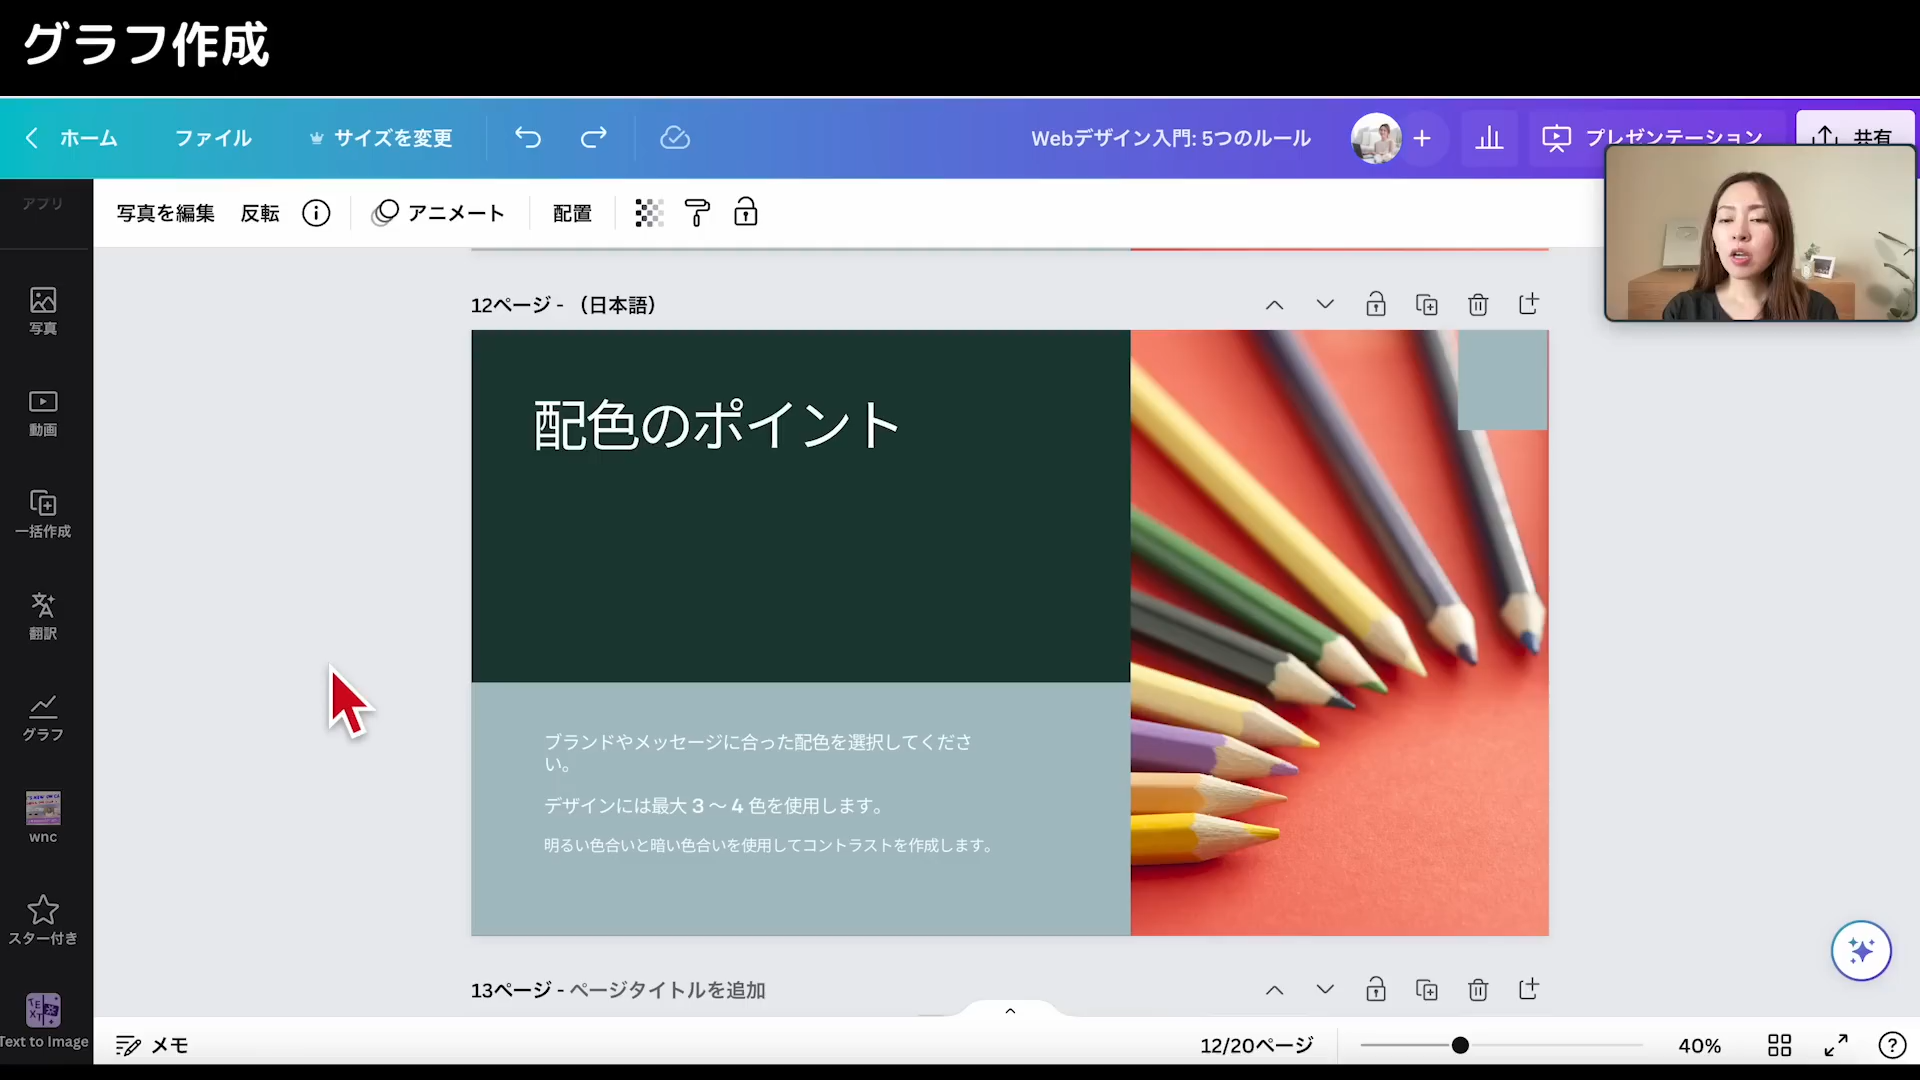 グラフ作成
ホーム
ファイル
サイズを変更
Webデザイン入門: 5つのルール
プレゼンテーション
共有
アプリ
写真を編集
反転
アニメート
配置
写真
動画
一括作成
翻訳
グラフ
wnc
スター付き
Text to Image
12ページ - （日本語）
配色のポイント
ブランドやメッセージに合った配色を選択してくださ
い。
デザインには最大 3 〜 4 色を使用します。
明るい色合いと暗い色合いを使用してコントラストを作成します。
13ページ - ページタイトルを追加
メモ
12/20ページ
40%